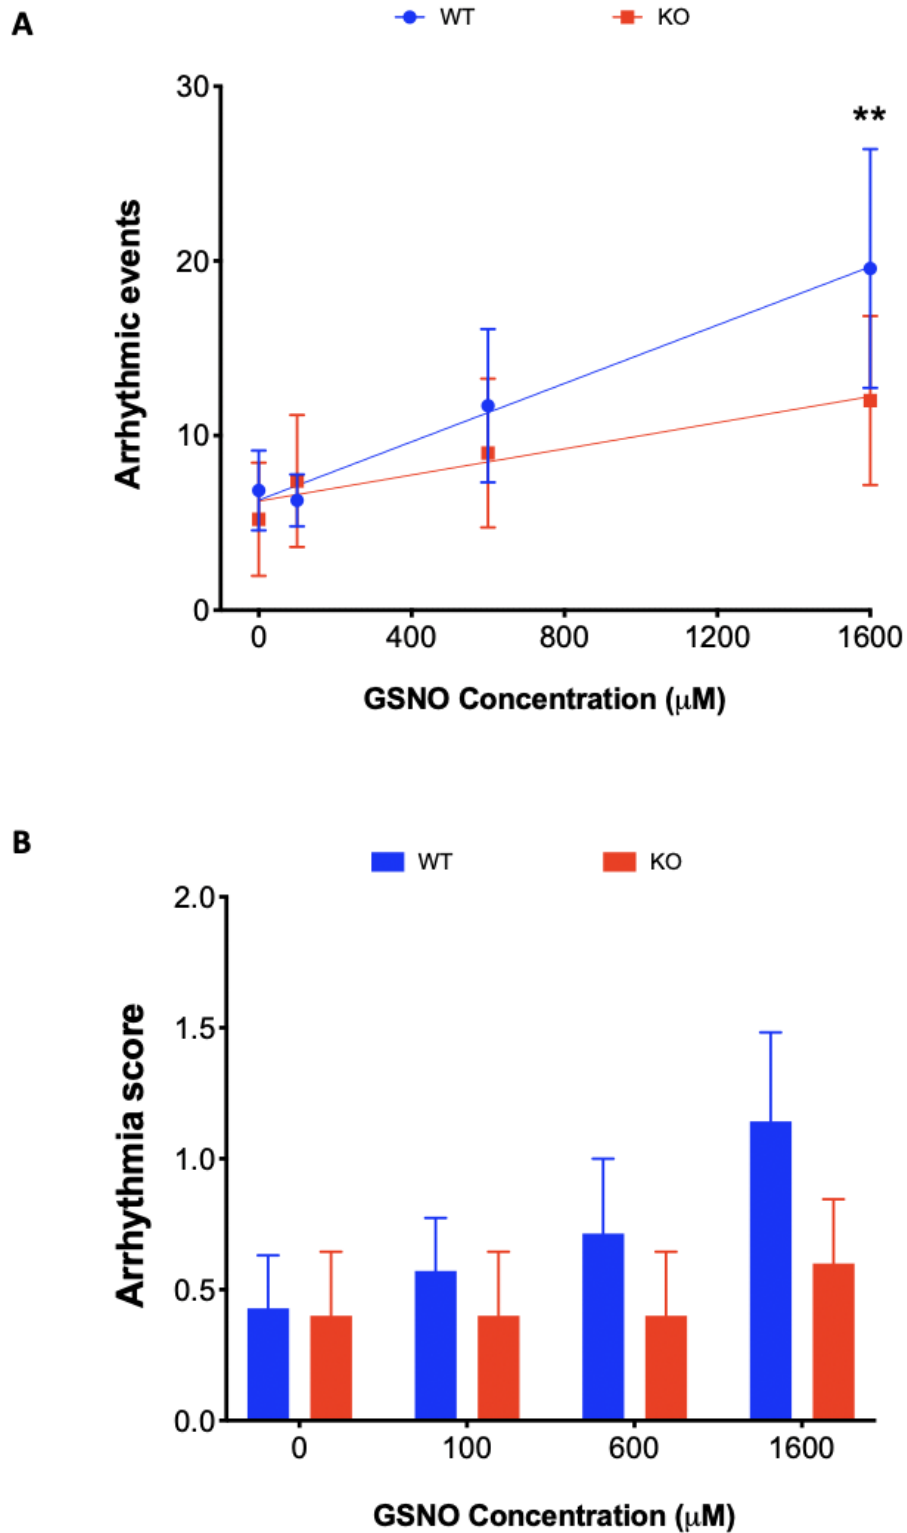 A
WT KO
30
**
20
10
0
Arrhythmic events
0 400 800 1200 1600
GSNO Concentration (μM)
B
WT KO
2.0
1.5
1.0
0.5
0.0
Arrhythmia score
0 100 600 1600
GSNO Concentration (μM)